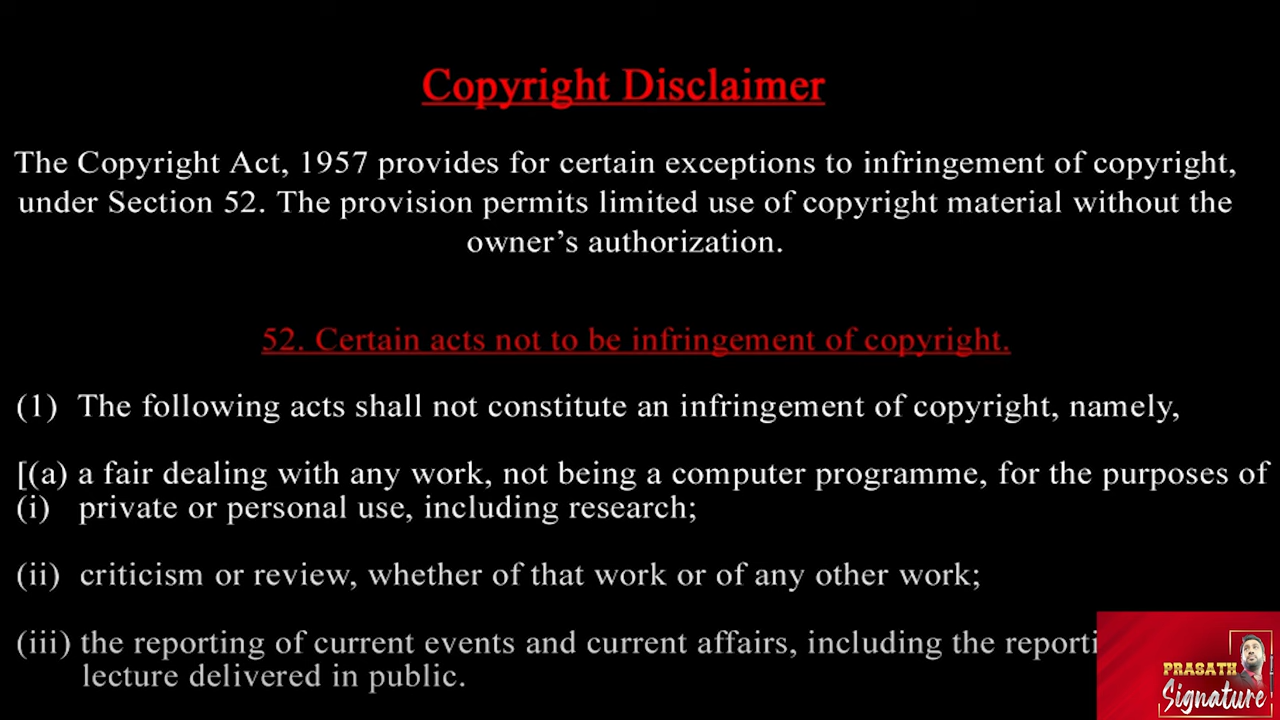 Copyright Disclaimer
The Copyright Act, 1957 provides for certain exceptions to infringement of copyright,
under Section 52. The provision permits limited use of copyright material without the
owner’s authorization.
52. Certain acts not to be infringement of copyright.
(1) The following acts shall not constitute an infringement of copyright, namely,
[(a) a fair dealing with any work, not being a computer programme, for the purposes of
(i) private or personal use, including research;
(ii) criticism or review, whether of that work or of any other work;
(iii) the reporting of current events and current affairs, including the
lecture delivered in public.
PRASATH
Signature